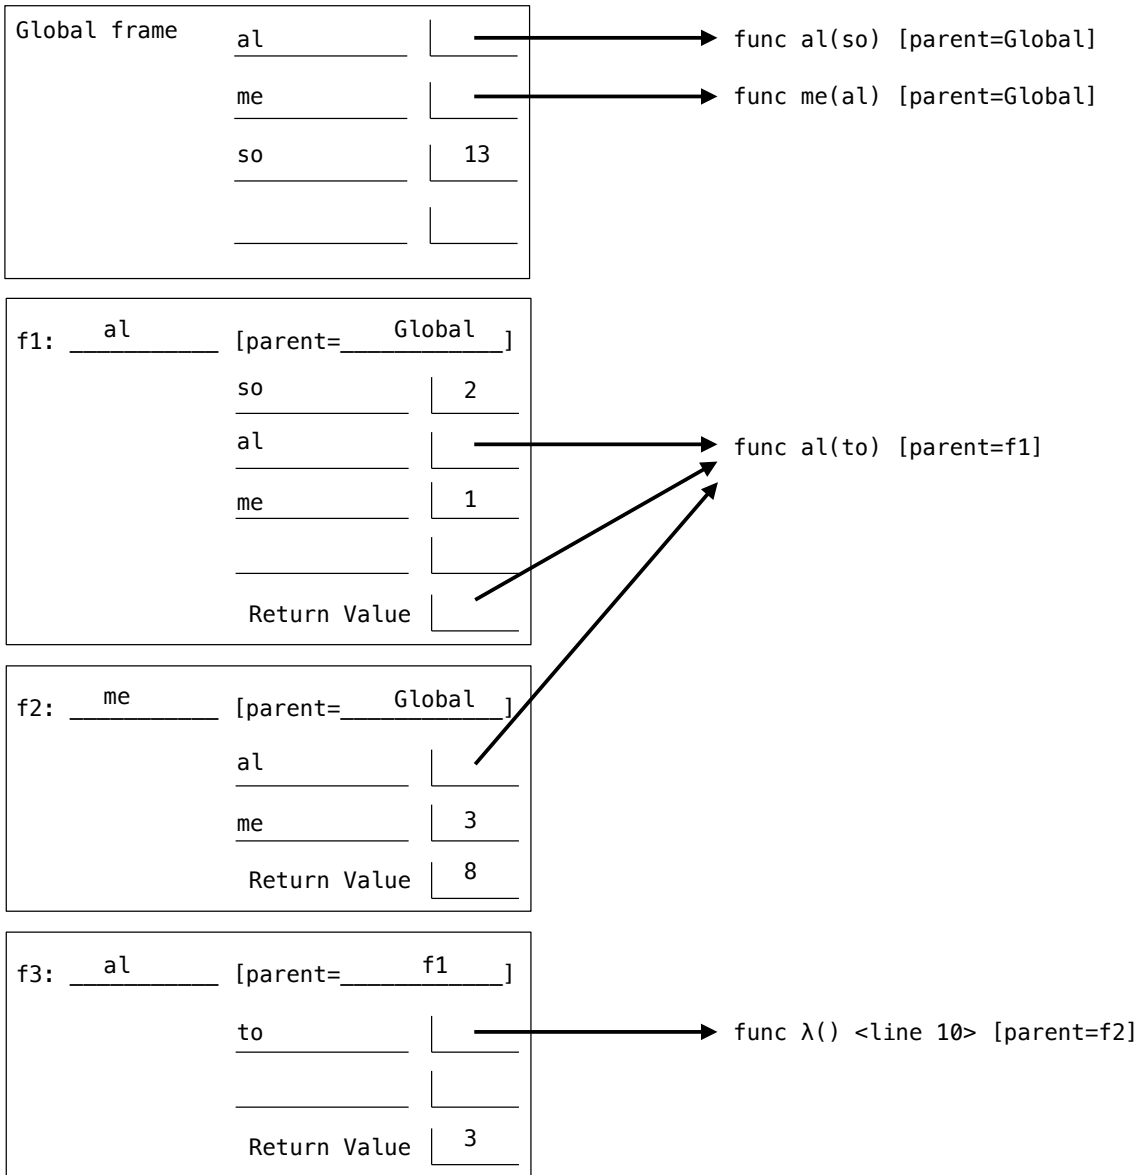 Global frame
al
func al(so) [parent=Global]
me
func me(al) [parent=Global]
so 13
f1: al [parent=Global]
so 2
al
func al(to) [parent=f1]
me 1
Return Value
f2: me [parent=Global]
al
me 3
Return Value 8
f3: al [parent=f1]
to
func λ() <line 10> [parent=f2]
Return Value 3